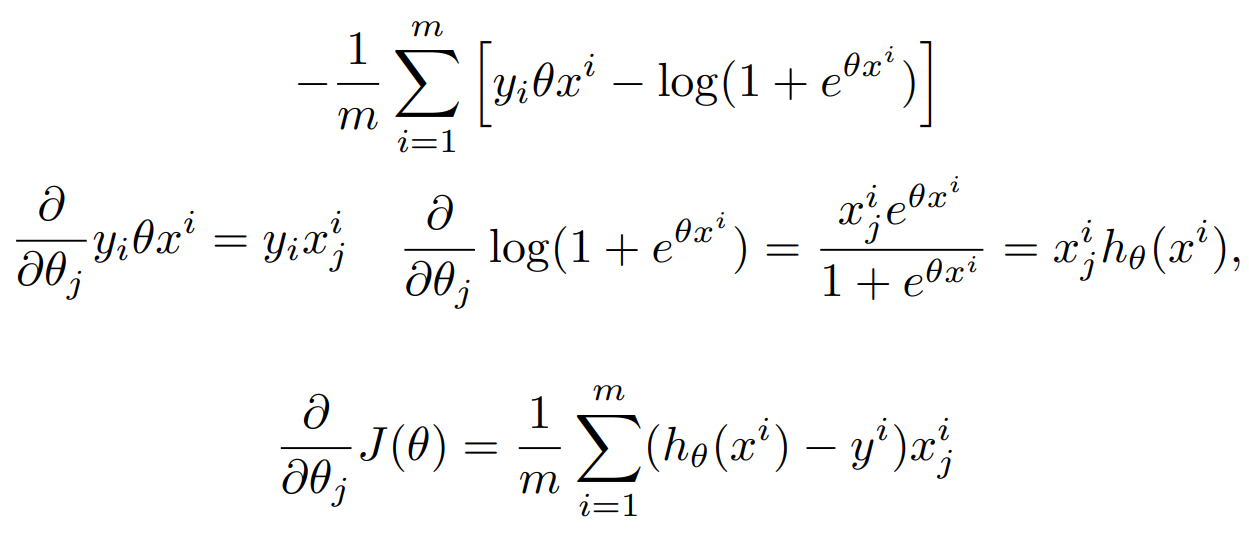 $-\frac{1}{m}\sum_{i=1}^{m}\left[y_i\theta x^i - \log(1+e^{\theta x^i})\right]$
$\frac{\partial}{\partial\theta_j}y_i\theta x^i = y_i x^i_j \quad \frac{\partial}{\partial\theta_j}\log(1+e^{\theta x^i}) = \frac{x^i_j e^{\theta x^i}}{1+e^{\theta x^i}} = x^i_j h_\theta(x^i),$
$\frac{\partial}{\partial\theta_j}J(\theta) = \frac{1}{m}\sum_{i=1}^{m}(h_\theta(x^i) - y^i)x^i_j$